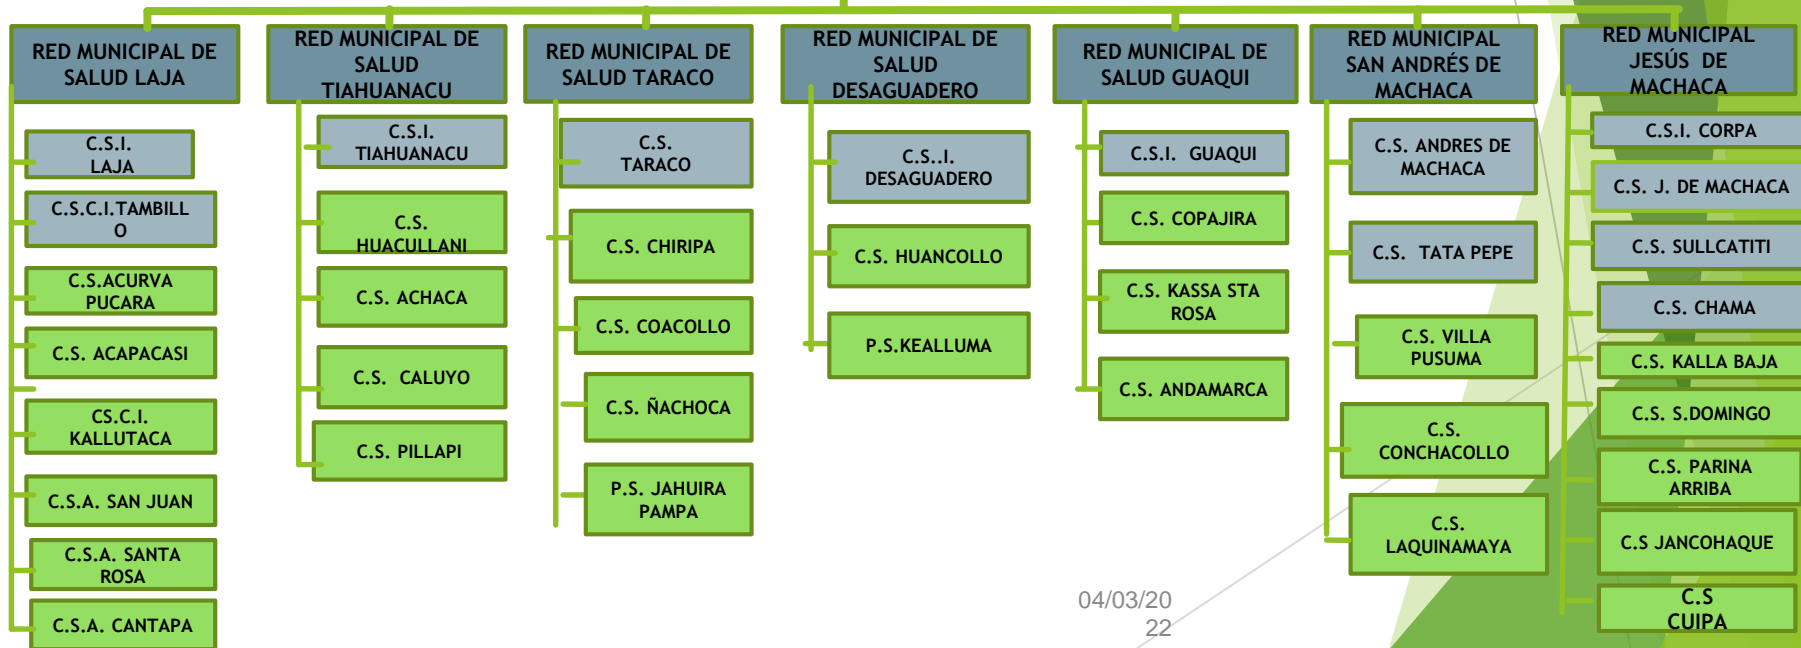 RED MUNICIPAL DE
SALUD LAJA
C.S.I.
LAJA
C.S.C.I.TAMBILL
O
C.S.ACURVA
PUCARA
C.S. ACAPACASI
CS.C.I.
KALLUTACA
C.S.A. SAN JUAN
C.S.A. SANTA
ROSA
C.S.A. CANTAPA
RED MUNICIPAL DE
SALUD
TIAHUANACU
C.S.I.
TIAHUANACU
C.S.
HUACULLANI
C.S. ACHACA
C.S. CALUYO
C.S. PILLAPI
RED MUNICIPAL DE
SALUD TARACO
C.S.
TARACO
C.S. CHIRIPA
C.S. COACOLLO
C.S. ÑACHOCA
P.S. JAHUIRA
PAMPA
RED MUNICIPAL DE
SALUD
DESAGUADERO
C.S..I.
DESAGUADERO
C.S. HUANCOLLO
P.S.KEALLUMA
RED MUNICIPAL DE
SALUD GUAQUI
C.S.I. GUAQUI
C.S. COPAJIRA
C.S. KASSA STA
ROSA
C.S. ANDAMARCA
RED MUNICIPAL
SAN ANDRÉS DE
MACHACA
C.S. ANDRES DE
MACHACA
C.S. TATA PEPE
C.S. VILLA
PUSUMA
C.S.
CONCHACOLLO
C.S.
LAQUINAMAYA
RED MUNICIPAL
JESÚS DE
MACHACA
C.S.I. CORPA
C.S. J. DE MACHACA
C.S. SULLCATITI
C.S. CHAMA
C.S. KALLA BAJA
C.S. S.DOMINGO
C.S. PARINA
ARRIBA
C.S JANCOHAQUE
C.S
CUIPA
04/03/20
22